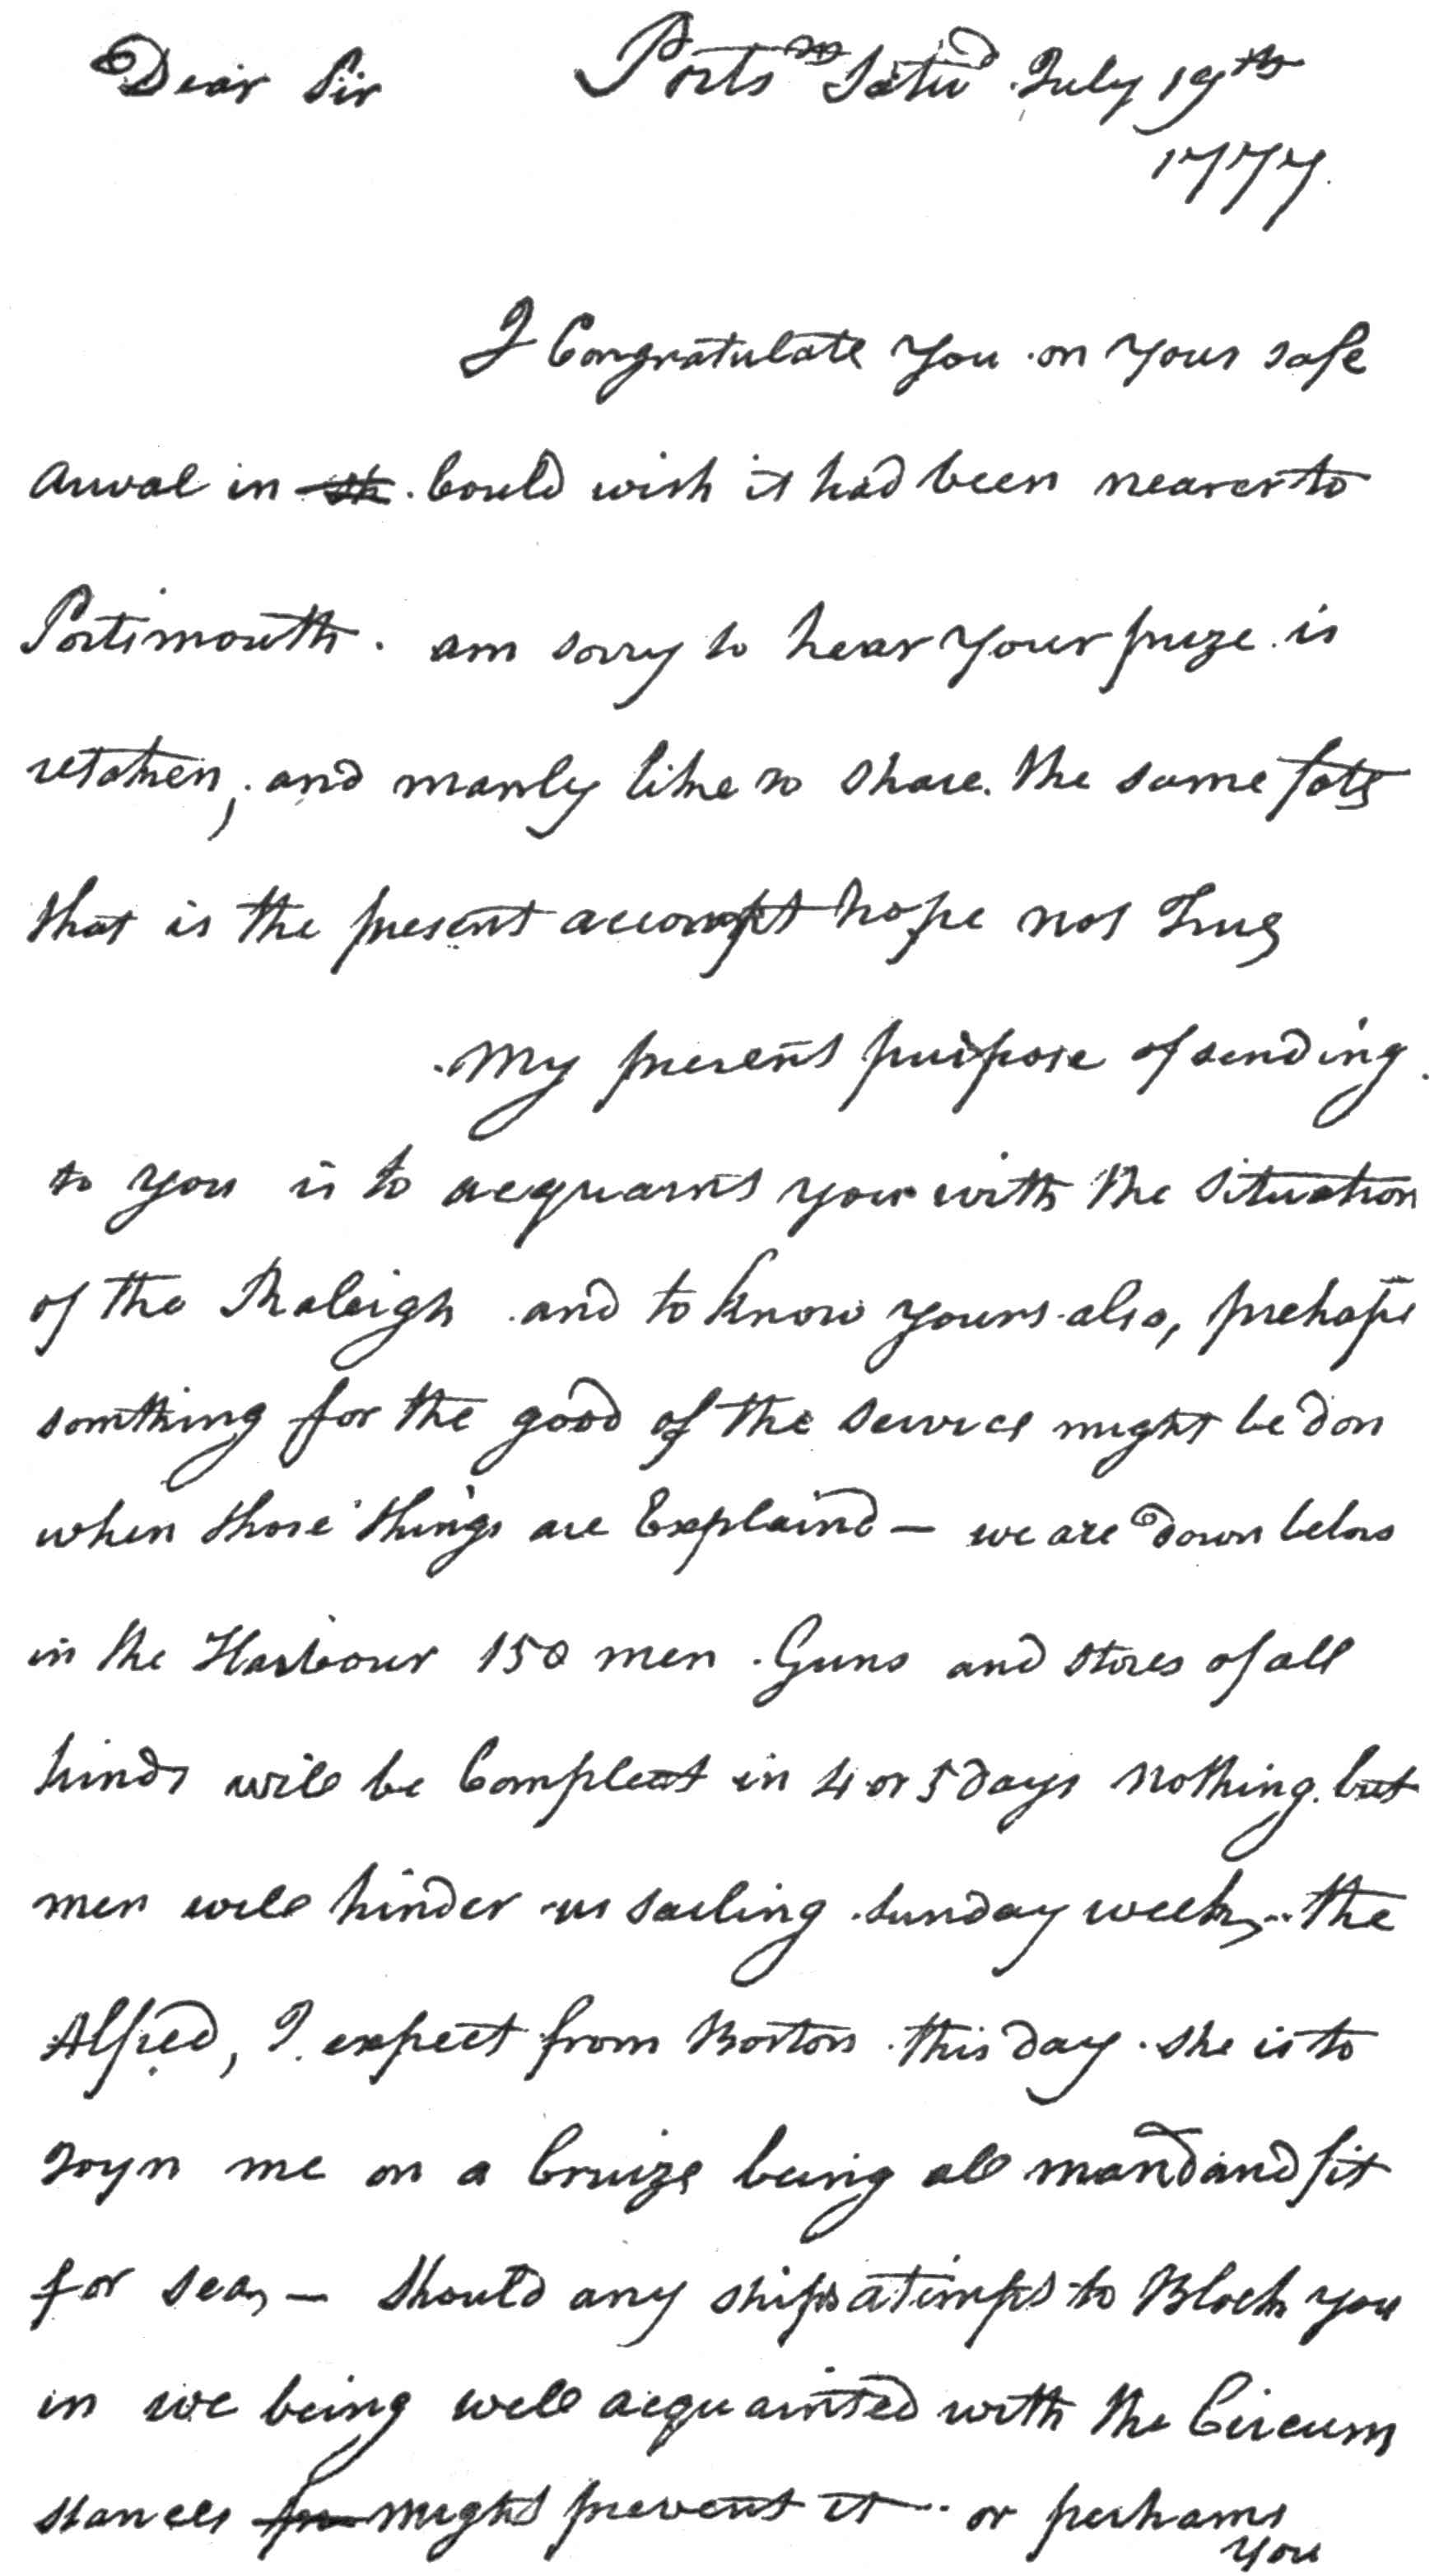 Dear Sir Portsm Satud July 19th
1777.
I Congratulate you on your safe
arival in Could wish it had been nearer to
Portsmouth. am sorry to hear your prize is
retaken, and manly like to share the same fate
that is the present accompt hope not True
My present purpose of sending
to you is to acquaint you with the situation
of the Raleigh and to know yours also, prehaps
somthing for the good of the service might be don
when those things are Explaind — we are down below
in the Harbour 150 men Guns and stores of all
kinds will be Compleat in 4 or 5 days nothing but
men will hinder us sailing sunday week, the
Alfred, I expect from Boston this day. she is to
Joyn me on a Cruize being all mand and fit
for sea, — should any ships atimpt to Block you
in we being well acquainted with the Circum
stances might prevent it — or perhaps
you